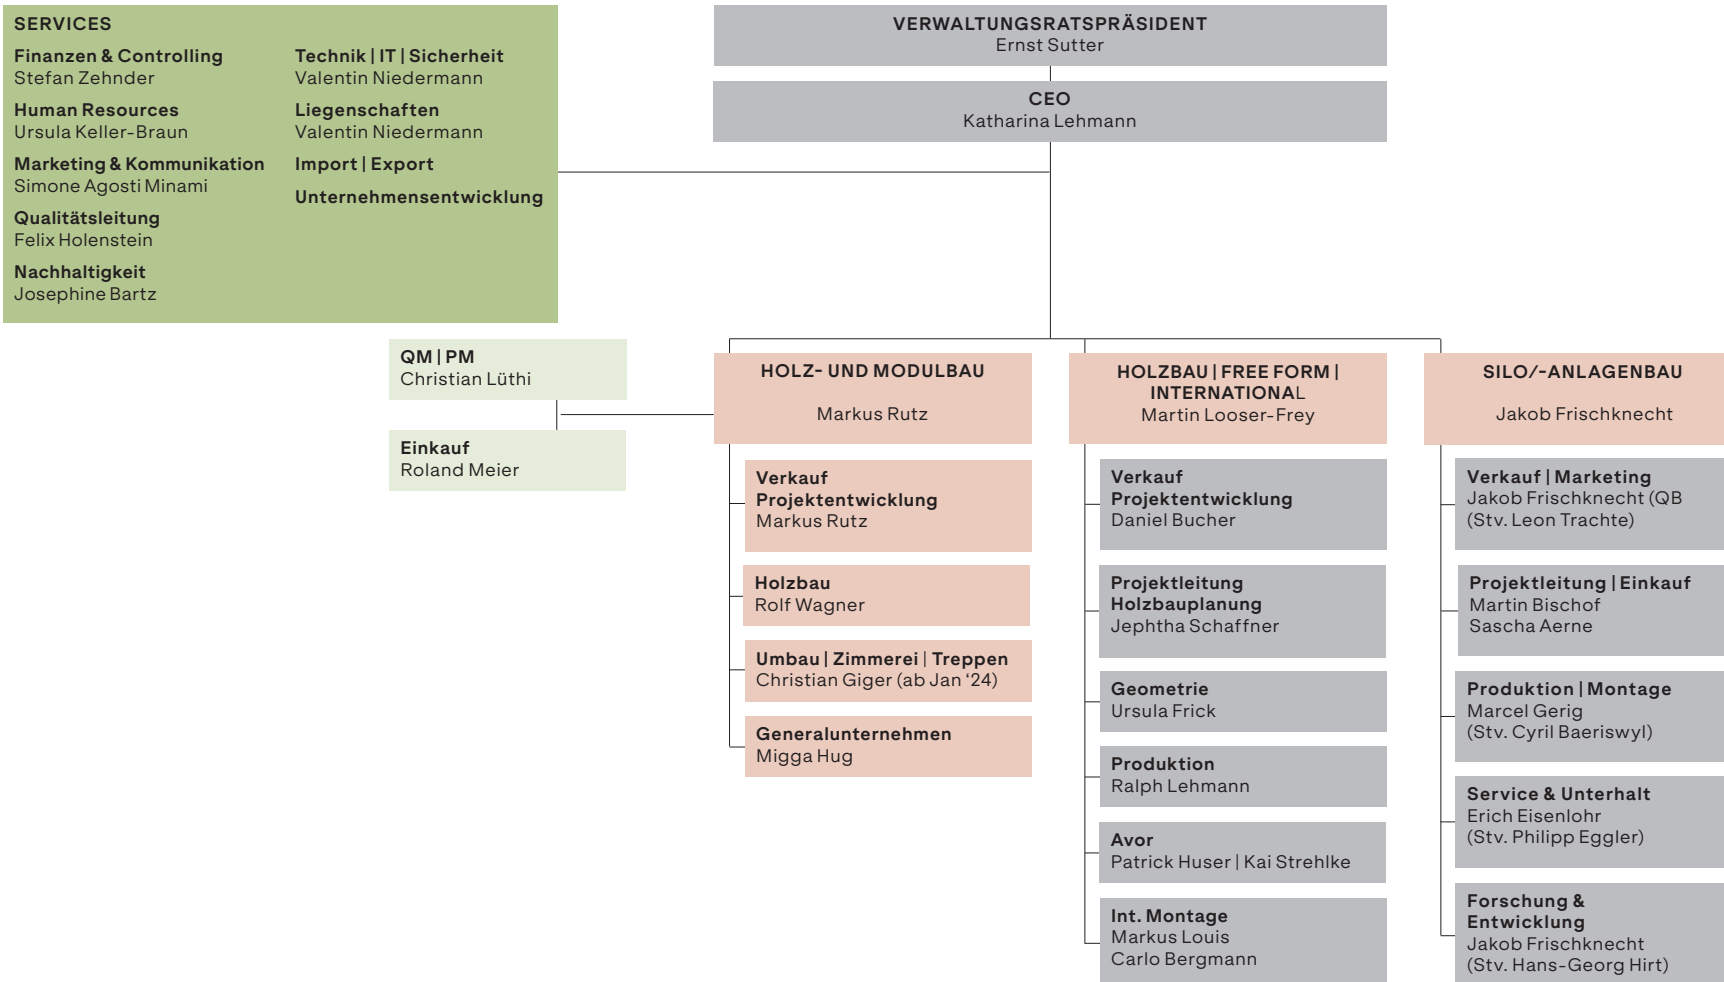 SERVICES
Finanzen & Controlling
Stefan Zehnder
Human Resources
Ursula Keller-Braun
Marketing & Kommunikation
Simone Agosti Minami
Qualitätsleitung
Felix Holenstein
Nachhaltigkeit
Josephine Bartz
Technik | IT | Sicherheit
Valentin Niedermann
Liegenschaften
Valentin Niedermann
Import | Export
Unternehmensentwicklung
VERWALTUNGSRATSPRÄSIDENT
Ernst Sutter
CEO
Katharina Lehmann
QM | PM
Christian Lüthi
Einkauf
Roland Meier
HOLZ- UND MODULBAU
Markus Rutz
Verkauf
Projektentwicklung
Markus Rutz
Holzbau
Rolf Wagner
Umbau | Zimmerei | Treppen
Christian Giger (ab Jan ‘24)
Generalunternehmen
Migga Hug
HOLZBAU | FREE FORM |
INTERNATIONAL
Martin Looser-Frey
Verkauf
Projektentwicklung
Daniel Bucher
Projektleitung
Holzbauplanung
Jephtha Schaffner
Geometrie
Ursula Frick
Produktion
Ralph Lehmann
Avor
Patrick Huser | Kai Strehlke
Int. Montage
Markus Louis
Carlo Bergmann
SILO/-ANLAGENBAU
Jakob Frischknecht
Verkauf | Marketing
Jakob Frischknecht (QB
(Stv. Leon Trachte)
Projektleitung | Einkauf
Martin Bischof
Sascha Aerne
Produktion | Montage
Marcel Gerig
(Stv. Cyril Baeriswyl)
Service & Unterhalt
Erich Eisenlohr
(Stv. Philipp Eggler)
Forschung &
Entwicklung
Jakob Frischknecht
(Stv. Hans-Georg Hirt)